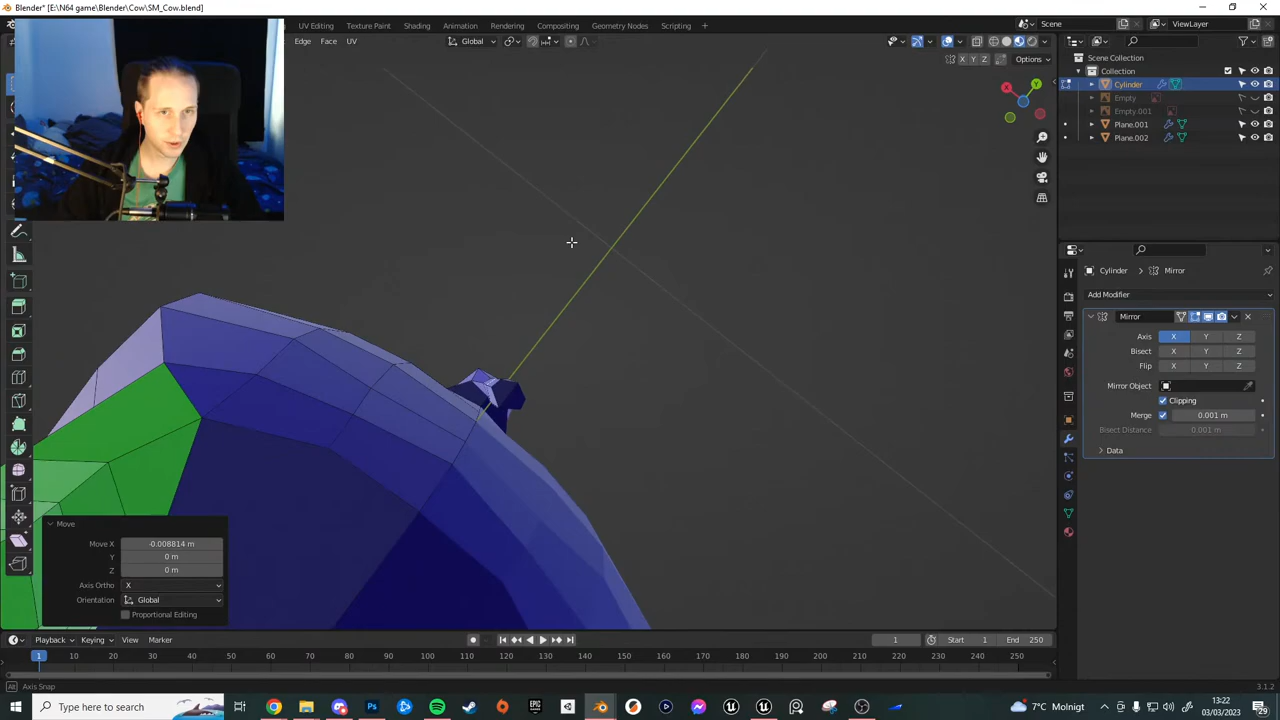 Blender* [E:\N64 game\Blender\Cow\SM_Cow.blend]
UV Editing Texture Paint Shading Animation Rendering Compositing Geometry Nodes Scripting + Scene ViewLayer
Edge Face UV Global
X Y Z Options
Scene Collection
Collection
Cylinder
Empty
Empty.001
Plane.001
Plane.002
X Y
Cylinder > Mirror
Add Modifier
Mirror
Axis X Y Z
Bisect X Y Z
Flip X Y Z
Mirror Object
Clipping
Merge 0.001 m
Bisect Distance 0.001 m
Data
Move
Move X -0.008814 m
Y 0 m
Z 0 m
Axis Ortho X
Orientation Global
Proportional Editing
Playback Keying View Marker 1 Start 1 End 250
1 10 20 30 40 50 60 70 80 90 100 110 120 130 140 150 160 170 180 190 200 210 220 230 240 250
Axis Snap 3.1.2
Type here to search 7°C Molnigt 13:22
03/03/2023